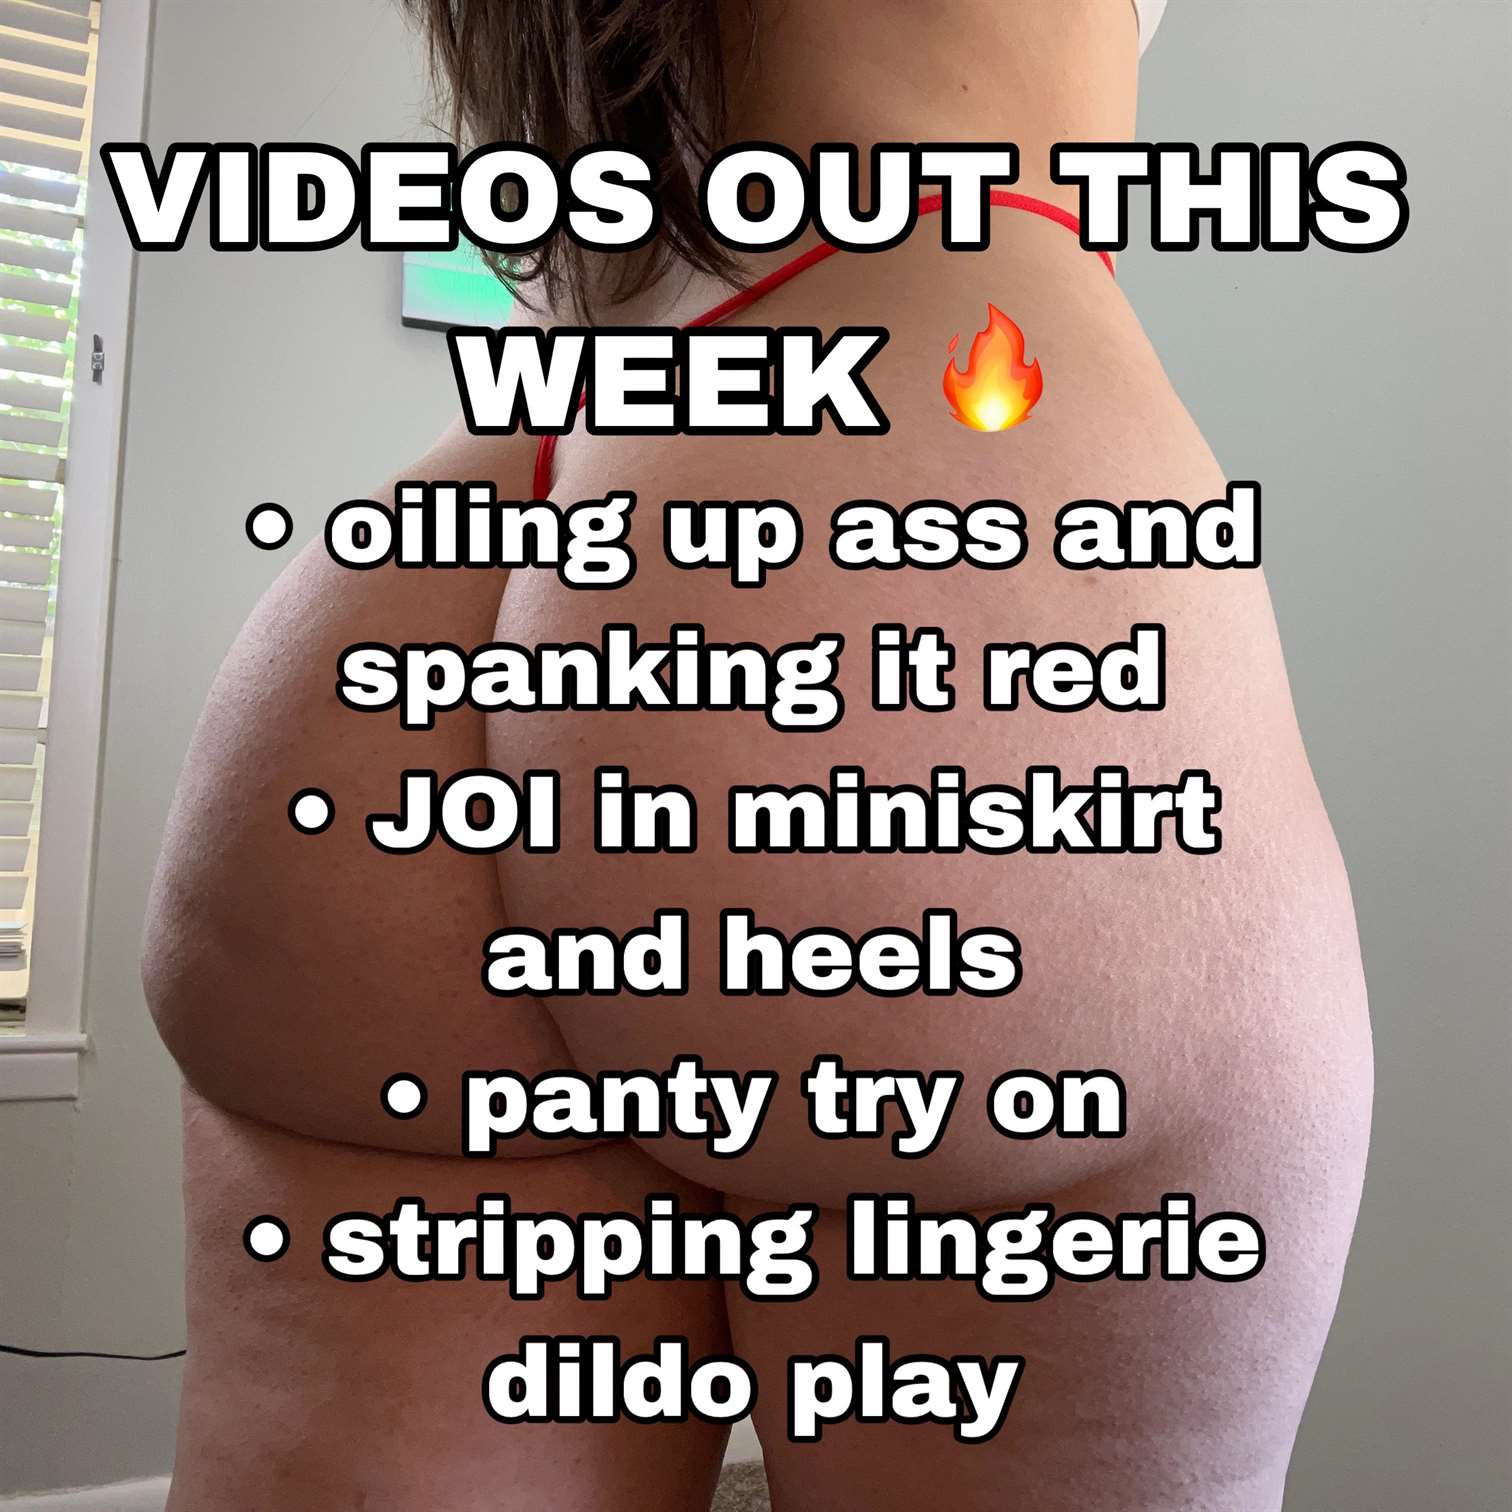 VIDEOS OUT THIS
WEEK 🔥
• oiling up ass and
spanking it red
• JOI in miniskirt
and heels
• panty try on
• stripping lingerie
dildo play